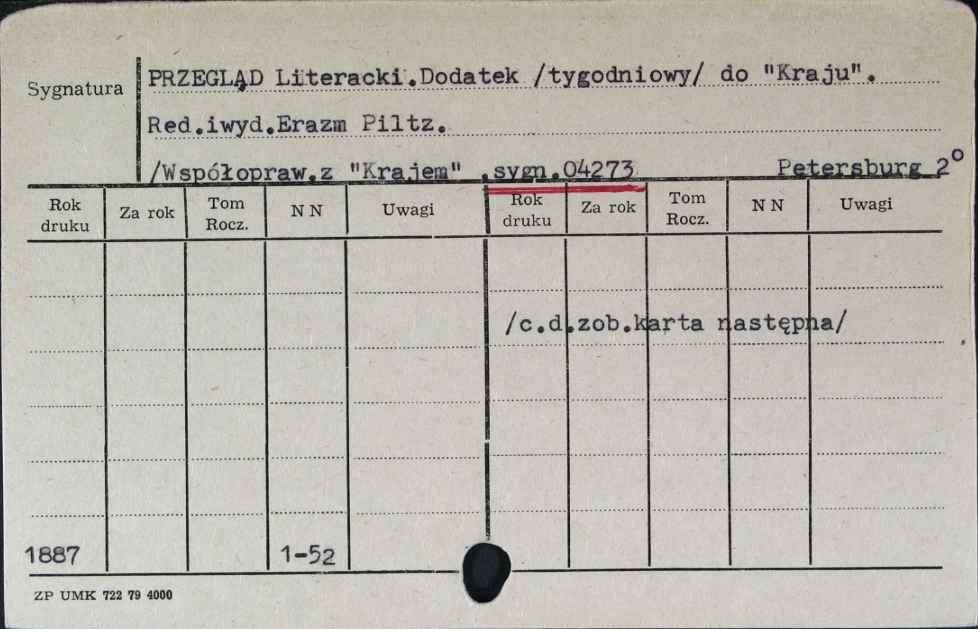 Sygnatura
PRZEGLĄD Literacki.Dodatek /tygodniowy/ do "Kraju".
Red.iwyd.Erazm Piltz.
/Współopraw.z "Krajem" .sygn.04273 Petersburg 2°
Rok druku Za rok Tom Rocz. N N Uwagi Rok druku Za rok Tom Rocz. N N Uwagi
/c.d.zob.karta następna/
1887 1-52
ZP UMK 722 79 4000